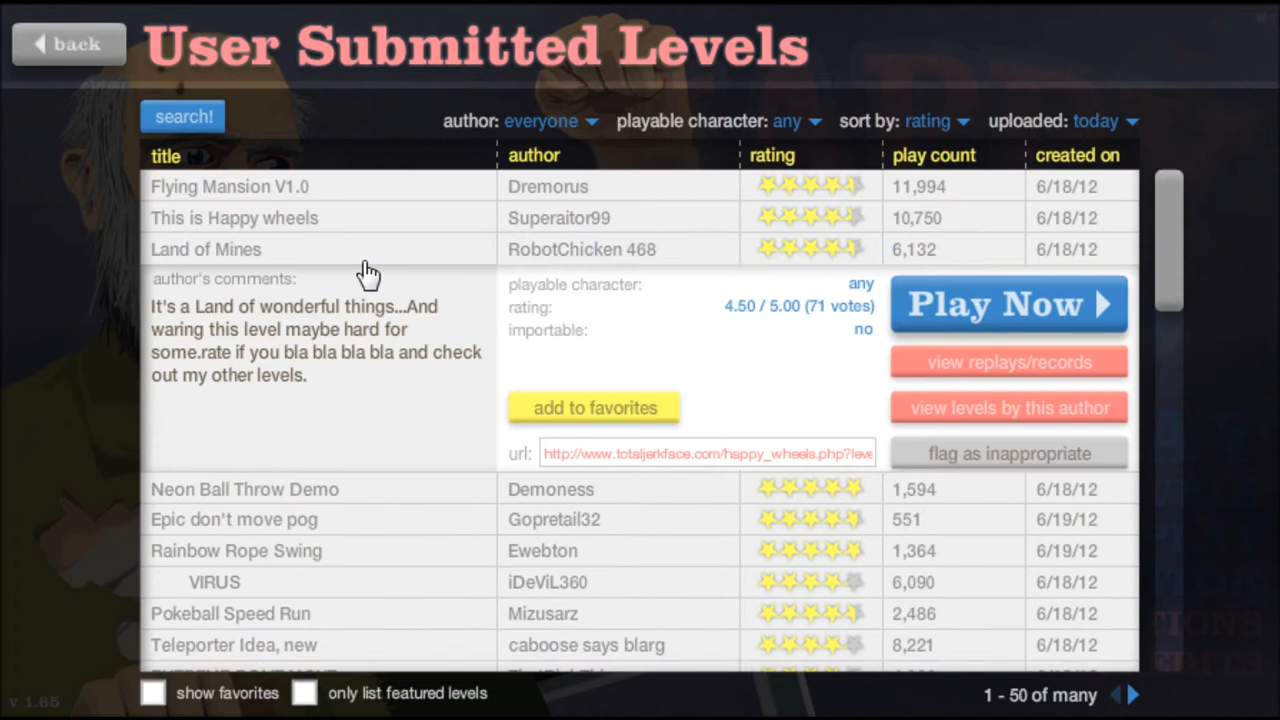 back
User Submitted Levels
search!
author: everyone playable character: any sort by: rating uploaded: today
title author rating play count created on
Flying Mansion V1.0 Dremorus 11,994 6/18/12
This is Happy wheels Superaitor99 10,750 6/18/12
Land of Mines RobotChicken 468 6,132 6/18/12
author's comments:
It's a Land of wonderful things...And
waring this level maybe hard for
some.rate if you bla bla bla bla and check
out my other levels.
playable character: any
rating: 4.50 / 5.00 (71 votes)
importable: no
add to favorites
url: http://www.totaljerkface.com/happy_wheels.php?leve
Play Now
view replays/records
view levels by this author
flag as inappropriate
Neon Ball Throw Demo Demoness 1,594 6/18/12
Epic don't move pog Gopretail32 551 6/19/12
Rainbow Rope Swing Ewebton 1,364 6/19/12
VIRUS iDeViL360 6,090 6/18/12
Pokeball Speed Run Mizusarz 2,486 6/18/12
Teleporter Idea, new caboose says blarg 8,221 6/18/12
show favorites only list featured levels 1 - 50 of many
v 1.65